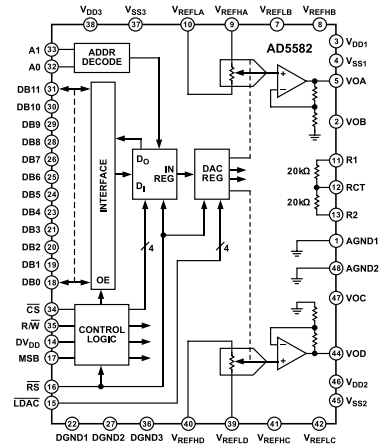 38 37 10 9 7 8
VDD3 VSS3 VREFLA VREFHA VREFLB VREFHB
AD5582
33 A1
32 A0
ADDR DECODE
31 DB11
30 DB10
29 DB9
28 DB8
27 DB7
26 DB6
25 DB5
24 DB4
23 DB3
21 DB2
20 DB1
19 DB1
18 DB0
INTERFACE
OE
DO
DI
IN REG
DAC REG
4
4
34 CS
35 R/W
14 DVDD
17 MSB
CONTROL LOGIC
16 RS
15 LDAC
+
−
3 VDD1
4 VSS1
5 VOA
2 VOB
11 R1
20kΩ
12 RCT
20kΩ
13 R2
1 AGND1
48 AGND2
47 VOC
−
+
44 VOD
46 VDD2
45 VSS2
22 27 36 40 39 41 42
DGND1 DGND2 DGND3 VREFHD VREFLD VREFHC VREFLC